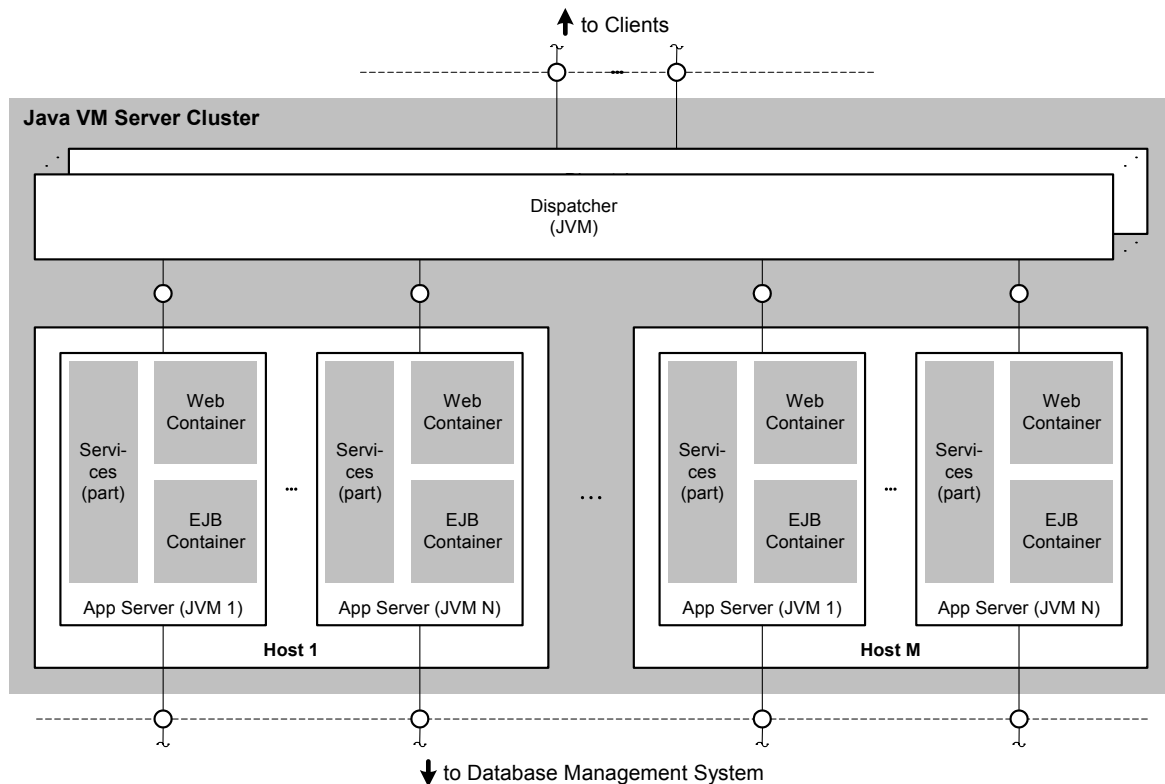 to Clients
...
Java VM Server Cluster
Dispatcher
(JVM)
Servi-
ces
(part)
Web
Container
EJB
Container
App Server (JVM 1)
...
Servi-
ces
(part)
Web
Container
EJB
Container
App Server (JVM N)
Host 1
...
Servi-
ces
(part)
Web
Container
EJB
Container
App Server (JVM 1)
...
Servi-
ces
(part)
Web
Container
EJB
Container
App Server (JVM N)
Host M
to Database Management System